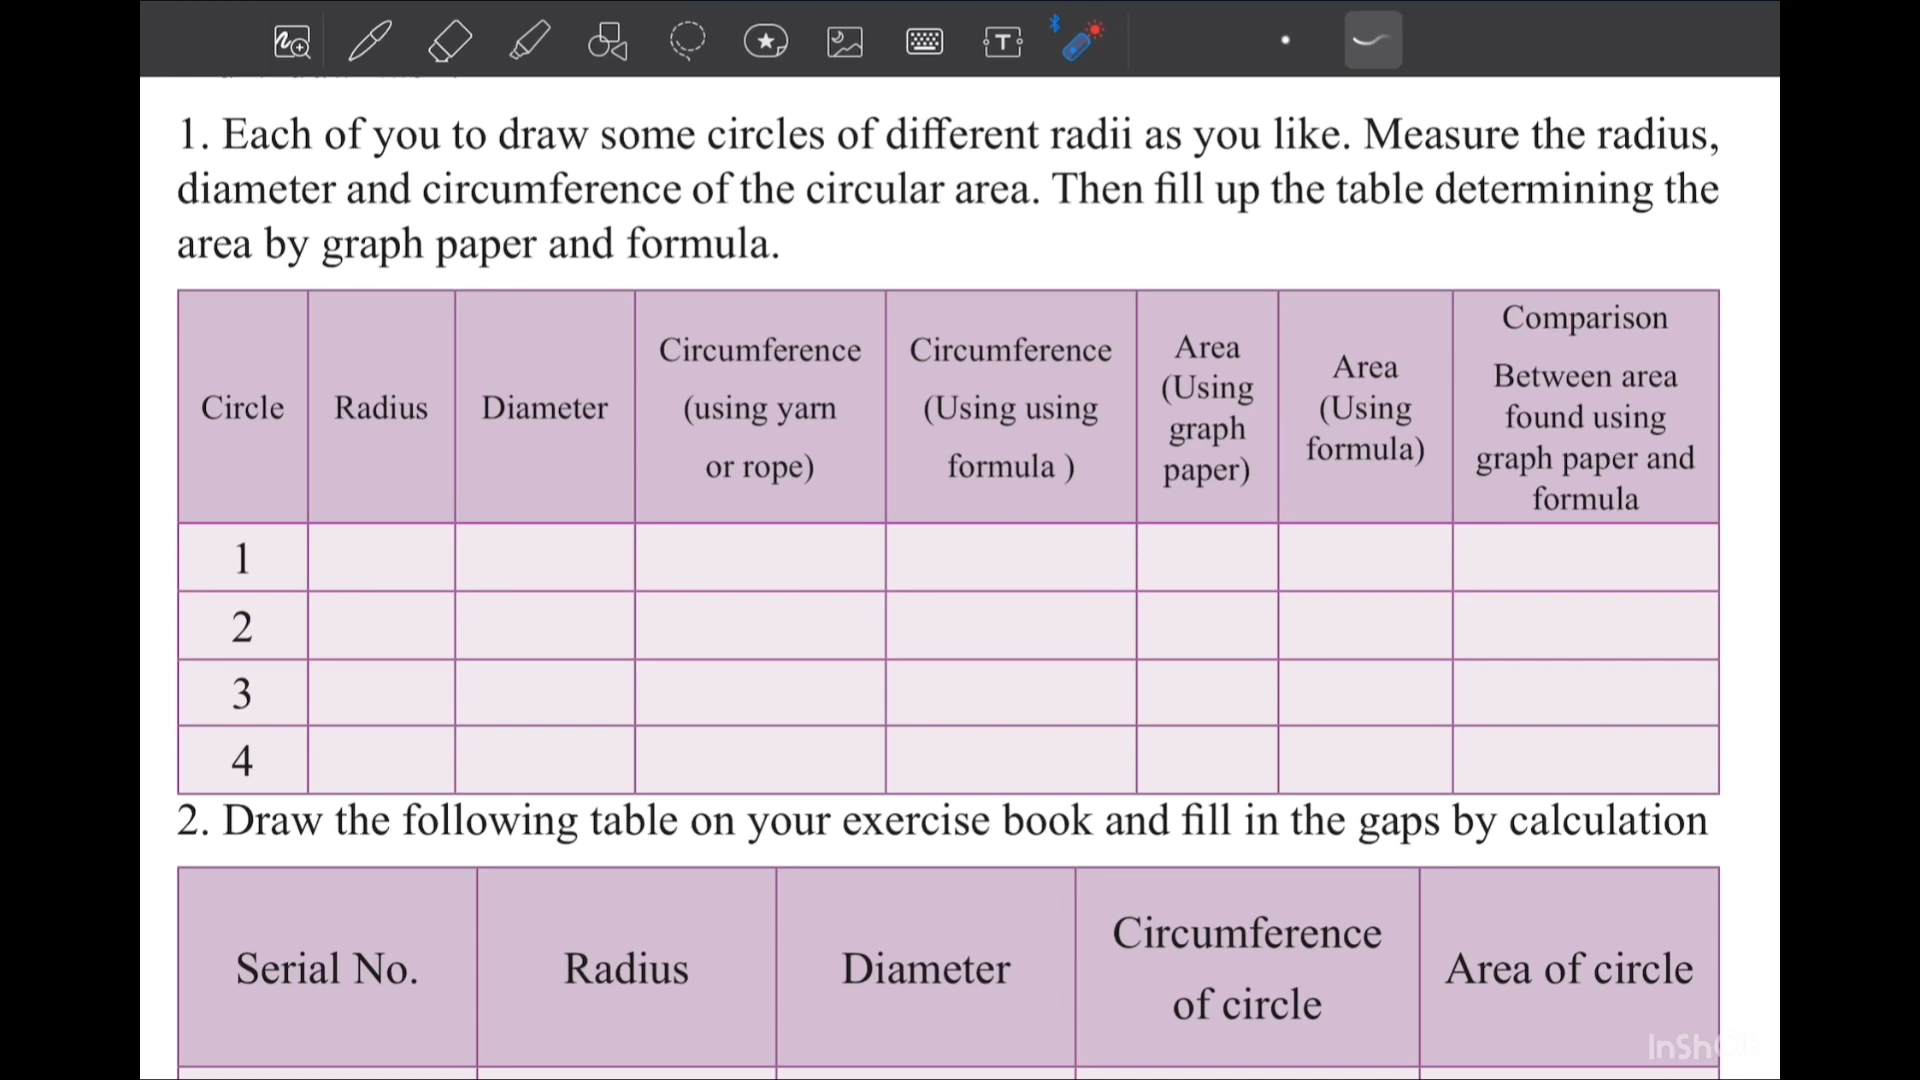 1. Each of you to draw some circles of different radii as you like. Measure the radius,
diameter and circumference of the circular area. Then fill up the table determining the
area by graph paper and formula.
Circle
Radius
Diameter
Circumference
(using yarn
or rope)
Circumference
(Using using
formula )
Area
(Using
graph
paper)
Area
(Using
formula)
Comparison
Between area
found using
graph paper and
formula
1
2
3
4
2. Draw the following table on your exercise book and fill in the gaps by calculation
Serial No.
Radius
Diameter
Circumference
of circle
Area of circle